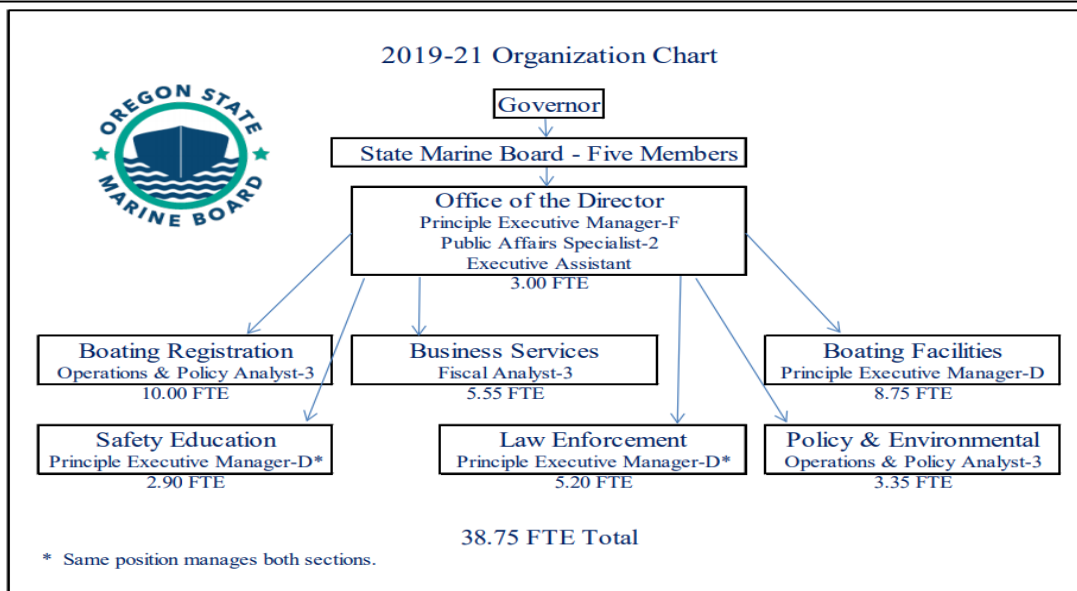 2019-21 Organization Chart
OREGON STATE
MARINE BOARD
Governor
State Marine Board - Five Members
Office of the Director
Principle Executive Manager-F
Public Affairs Specialist-2
Executive Assistant
3.00 FTE
Boating Registration
Operations & Policy Analyst-3
10.00 FTE
Business Services
Fiscal Analyst-3
5.55 FTE
Boating Facilities
Principle Executive Manager-D
8.75 FTE
Safety Education
Principle Executive Manager-D*
2.90 FTE
Law Enforcement
Principle Executive Manager-D*
5.20 FTE
Policy & Environmental
Operations & Policy Analyst-3
3.35 FTE
38.75 FTE Total
* Same position manages both sections.